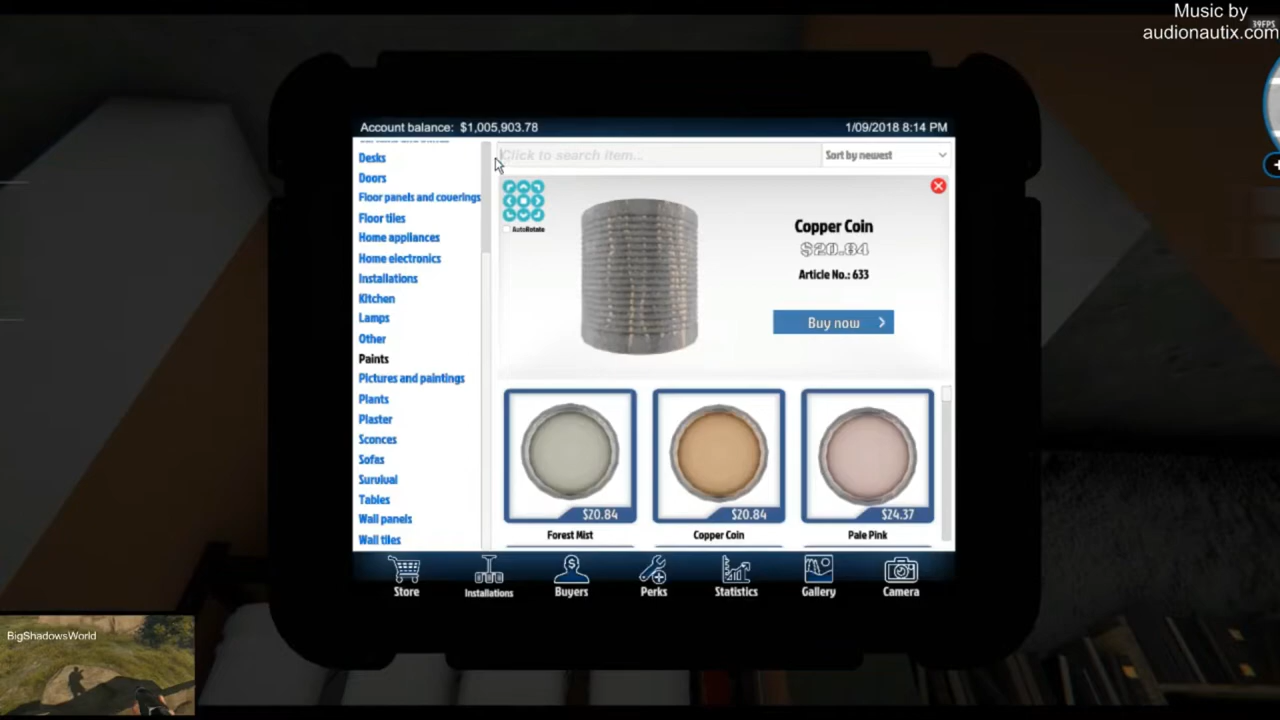 Music by
audionautix.com
39FPS
Account balance: $1,005,903.78
1/09/2018 8:14 PM
Desks
Doors
Floor panels and coverings
Floor tiles
Home appliances
Home electronics
Installations
Kitchen
Lamps
Other
Paints
Pictures and paintings
Plants
Plaster
Sconces
Sofas
Survival
Tables
Wall panels
Wall tiles
Click to search item...
Sort by newest
AutoRotate
Copper Coin
$20.84
Article No.: 633
Buy now
$20.84
$20.84
$24.37
Forest Mist
Copper Coin
Pale Pink
Store
Installations
Buyers
Perks
Statistics
Gallery
Camera
BigShadowsWorld